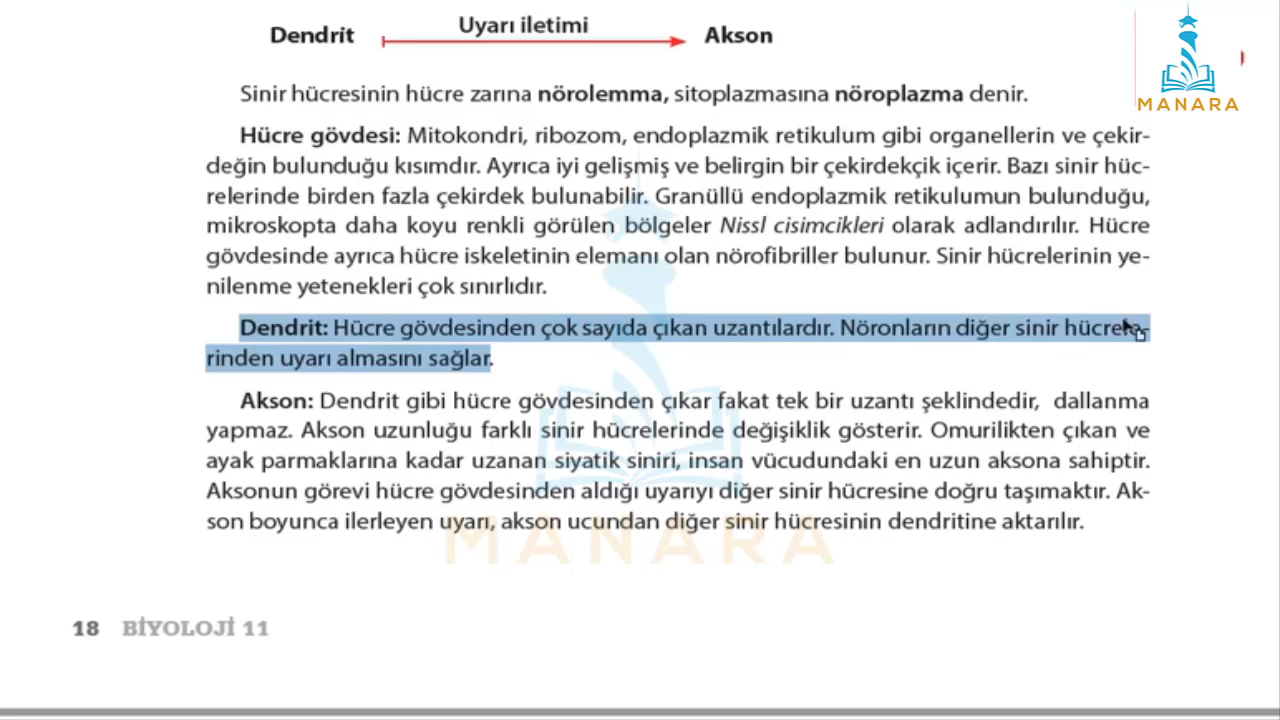 Uyarı iletimi
Dendrit Akson
MANARA
Sinir hücresinin hücre zarına nörolemma, sitoplazmasına nöroplazma denir.
Hücre gövdesi: Mitokondri, ribozom, endoplazmik retikulum gibi organellerin ve çekir-
değin bulunduğu kısımdır. Ayrıca iyi gelişmiş ve belirgin bir çekirdekçik içerir. Bazı sinir hüc-
relerinde birden fazla çekirdek bulunabilir. Granüllü endoplazmik retikulumun bulunduğu,
mikroskopta daha koyu renkli görülen bölgeler Nissl cisimcikleri olarak adlandırılır. Hücre
gövdesinde ayrıca hücre iskeletinin elemanı olan nörofibriller bulunur. Sinir hücrelerinin ye-
nilenme yetenekleri çok sınırlıdır.
Dendrit: Hücre gövdesinden çok sayıda çıkan uzantılardır. Nöronların diğer sinir hücrele-
rinden uyarı almasını sağlar.
Akson: Dendrit gibi hücre gövdesinden çıkar fakat tek bir uzantı şeklindedir, dallanma
yapmaz. Akson uzunluğu farklı sinir hücrelerinde değişiklik gösterir. Omurilikten çıkan ve
ayak parmaklarına kadar uzanan siyatik siniri, insan vücudundaki en uzun aksona sahiptir.
Aksonun görevi hücre gövdesinden aldığı uyarıyı diğer sinir hücresine doğru taşımaktır. Ak-
son boyunca ilerleyen uyarı, akson ucundan diğer sinir hücresinin dendritine aktarılır.
MANARA
18 BİYOLOJİ 11